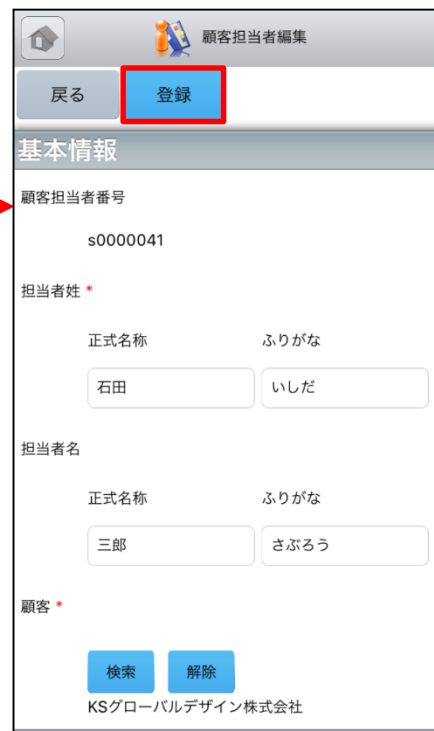 顧客担当者編集
戻る 登録
基本情報
顧客担当者番号
s0000041
担当者姓 *
正式名称 ふりがな
石田 いしだ
担当者名
正式名称 ふりがな
三郎 さぶろう
顧客 *
検索 解除
KSグローバルデザイン株式会社